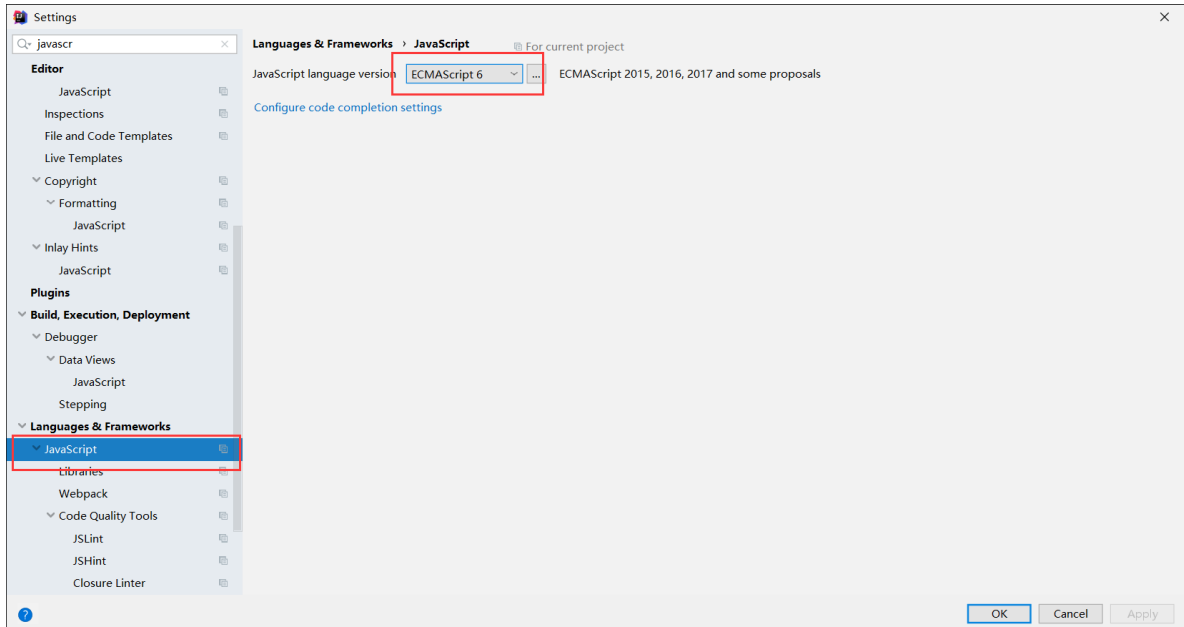 Settings
javascr
Editor
JavaScript
Inspections
File and Code Templates
Live Templates
Copyright
Formatting
JavaScript
Inlay Hints
JavaScript
Plugins
Build, Execution, Deployment
Debugger
Data Views
JavaScript
Stepping
Languages & Frameworks
JavaScript
Libraries
Webpack
Code Quality Tools
JSLint
JSHint
Closure Linter
Languages & Frameworks › JavaScript For current project
JavaScript language version ECMAScript 6 ... ECMAScript 2015, 2016, 2017 and some proposals
Configure code completion settings
? OK Cancel Apply